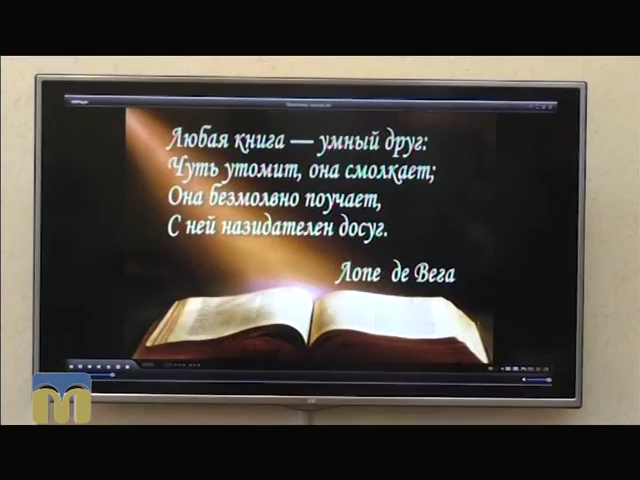 Любая книга — умный друг:
Чуть утомит, она смолкает;
Она безмолвно поучает,
С ней назидателен досуг.
Лопе де Вега